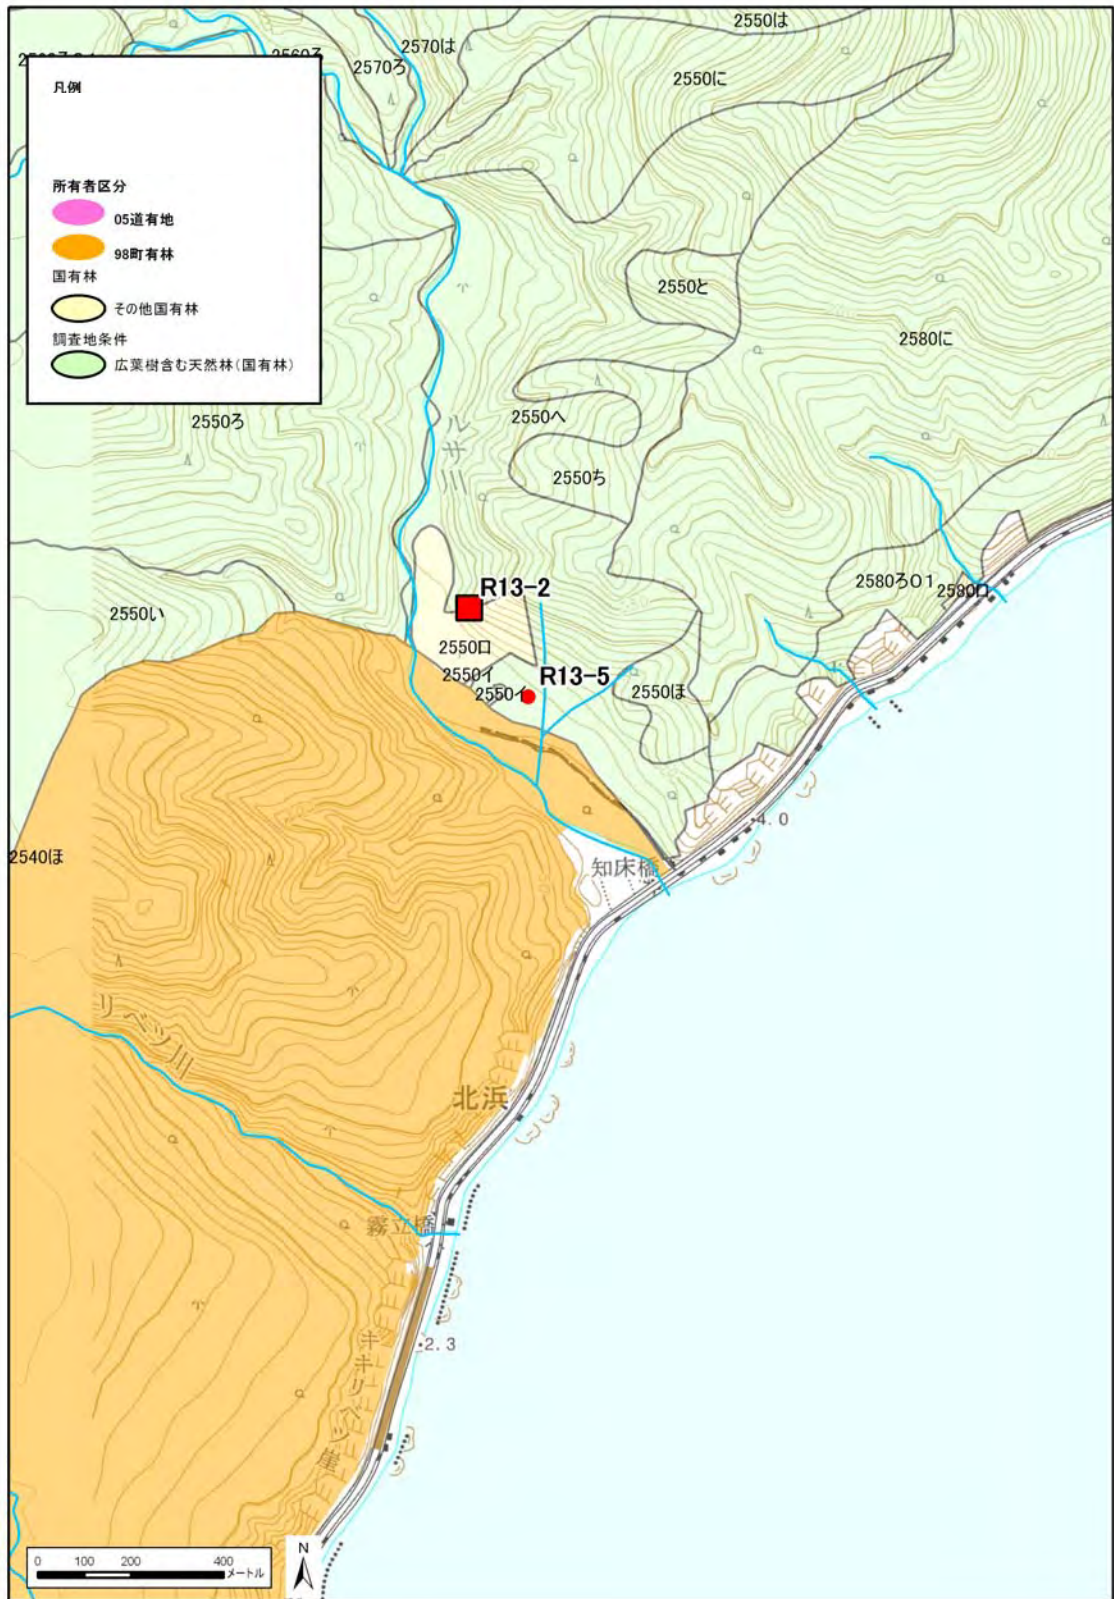 2550は
2570は
2570ろ
2550に
凡例
所有者区分
05道有地
98町有林
国有林
その他国有林
調査地条件
広葉樹含む天然林(国有林)
2550と
2580に
2550ろ
ルサ川
2550へ
2550ち
R13-2
2580ろ01
2580ロ
2550い
2550ロ
2550イ
R13-5
2550イ
2550ほ
4.0
2540ほ
知床橋
リベツ川
北浜
霧立橋
2.3
キキリベツ崖
0 100 200 400
メートル
N